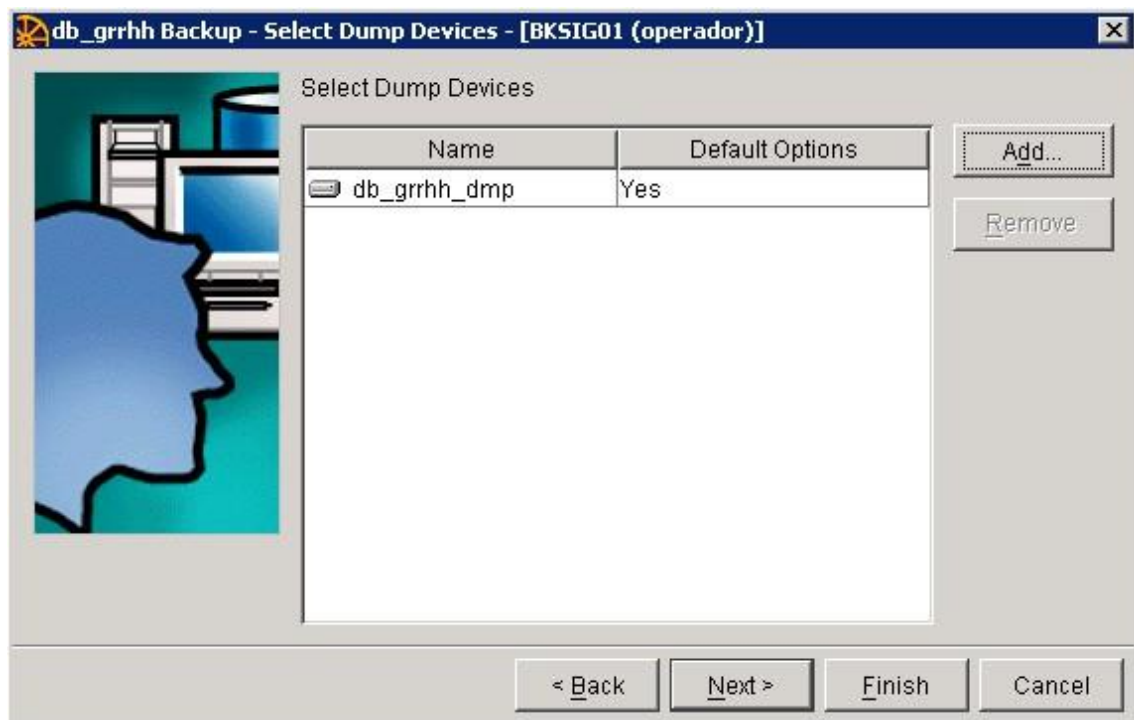 db_grrhh Backup - Select Dump Devices - [BKSIG01 (operador)]
Select Dump Devices
Name Default Options
db_grrhh_dmp Yes
Add...
Remove
< Back Next > Finish Cancel